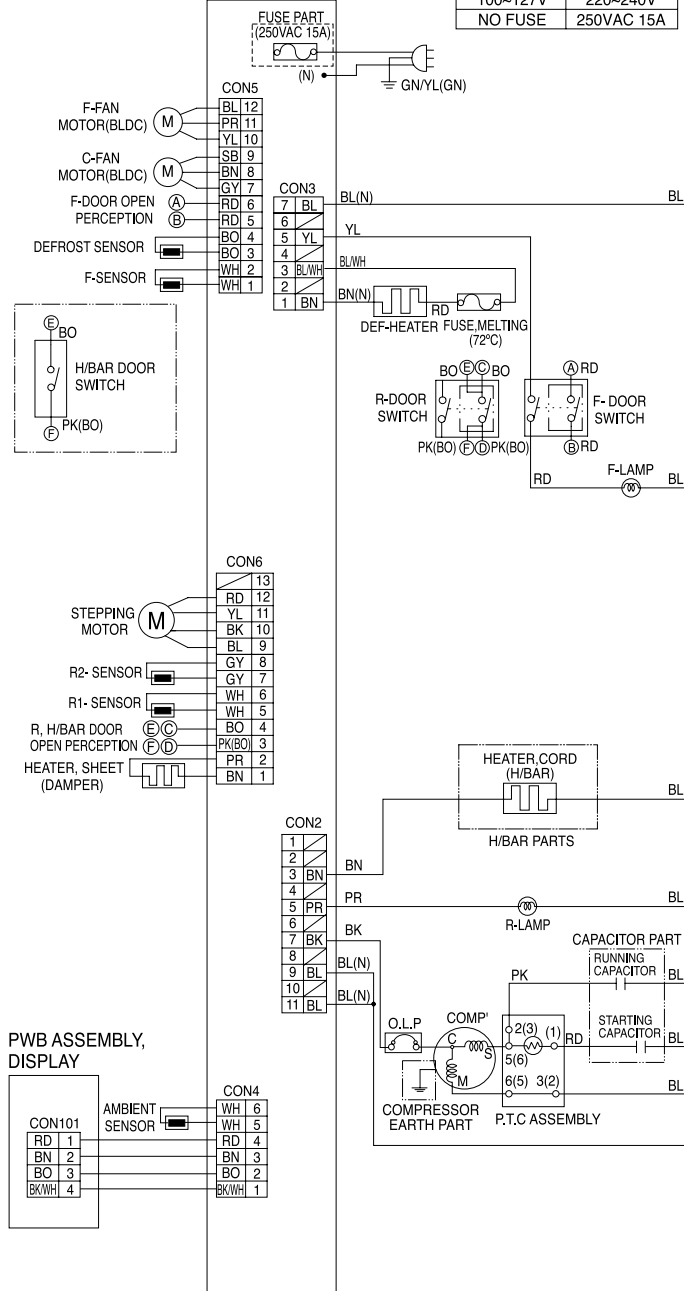 100~127V 220~240V
NO FUSE 250VAC 15A
FUSE PART
(250VAC 15A)
(N)
GN/YL(GN)
CON5
F-FAN
MOTOR(BLDC)
M
BL 12
PR 11
YL 10
C-FAN
MOTOR(BLDC)
M
SB 9
BN 8
GY 7
F-DOOR OPEN
PERCEPTION
A
B
RD 6
RD 5
DEFROST SENSOR
BO 4
BO 3
F-SENSOR
WH 2
WH 1
CON3
7 BL
6
5 YL
4
3 BL/WH
2
1 BN
BL(N)
BL
YL
BL/WH
BN(N)
RD
DEF-HEATER
FUSE,MELTING
(72°C)
E
BO
H/BAR DOOR
SWITCH
F
PK(BO)
BO E C BO
R-DOOR
SWITCH
PK(BO) F D PK(BO)
A RD
F- DOOR
SWITCH
B RD
RD
F-LAMP
BL
CON6
13
STEPPING
MOTOR
M
RD 12
YL 11
BK 10
BL 9
R2- SENSOR
GY 8
GY 7
R1- SENSOR
WH 6
WH 5
R, H/BAR DOOR
OPEN PERCEPTION
E C
F D
BO 4
PK(BO) 3
HEATER, SHEET
(DAMPER)
PR 2
BN 1
HEATER,CORD
(H/BAR)
H/BAR PARTS
BL
CON2
1
2
3 BN
4
5 PR
6
7 BK
8
9 BL
10
11 BL
BN
PR
R-LAMP
BL
BK
BL(N)
BL(N)
CAPACITOR PART
RUNNING
CAPACITOR
BL
PK
STARTING
CAPACITOR
RD
BL
O.L.P
COMP'
C
S
M
2(3)
(1)
5(6)
6(5) 3(2)
BL
COMPRESSOR
EARTH PART
P.T.C ASSEMBLY
PWB ASSEMBLY,
DISPLAY
CON101
RD 1
BN 2
BO 3
BK/WH 4
AMBIENT
SENSOR
CON4
WH 6
WH 5
RD 4
BN 3
BO 2
BK/WH 1